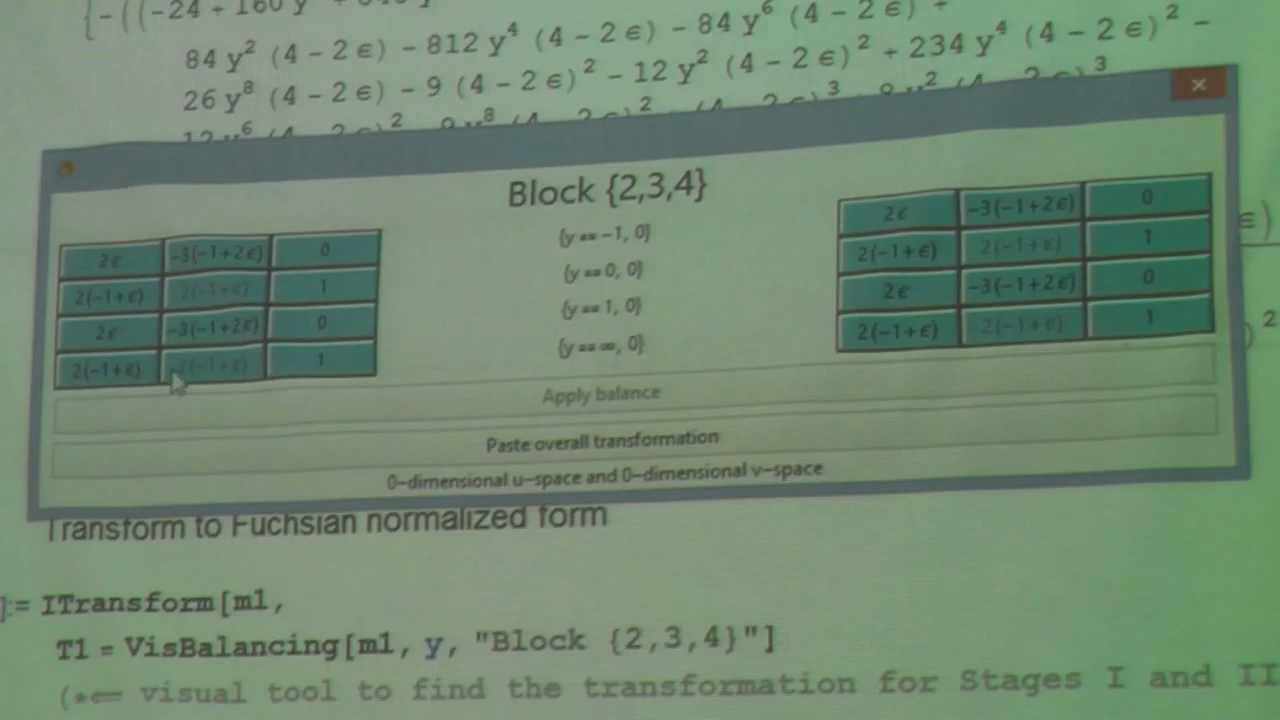 {-((-24 + 160 y
84 y² (4 - 2 ϵ) - 812 y⁴ (4 - 2 ϵ) - 84 y⁶ (4 - 2 ϵ) +
26 y⁸ (4 - 2 ϵ) - 9 (4 - 2 ϵ)² - 12 y² (4 - 2 ϵ)² + 234 y⁴ (4 - 2 ϵ)² -
Block {2,3,4}
2ϵ -3(-1+2ϵ) 0
2(-1+ϵ) 2(-1+ϵ) 1
2ϵ -3(-1+2ϵ) 0
2(-1+ϵ) 2(-1+ϵ) 1
{y == -1, 0}
{y == 0, 0}
{y == 1, 0}
{y == ∞, 0}
2ϵ -3(-1+2ϵ) 0
2(-1+ϵ) 2(-1+ϵ) 1
2ϵ -3(-1+2ϵ) 0
2(-1+ϵ) 2(-1+ϵ) 1
ϵ)
)²
Apply balance
Paste overall transformation
0-dimensional u-space and 0-dimensional v-space
Transform to Fuchsian normalized form
]:= ITransform[m1,
T1 = VisBalancing[m1, y, "Block {2,3,4}"]
(*⇐ visual tool to find the transformation for Stages I and II